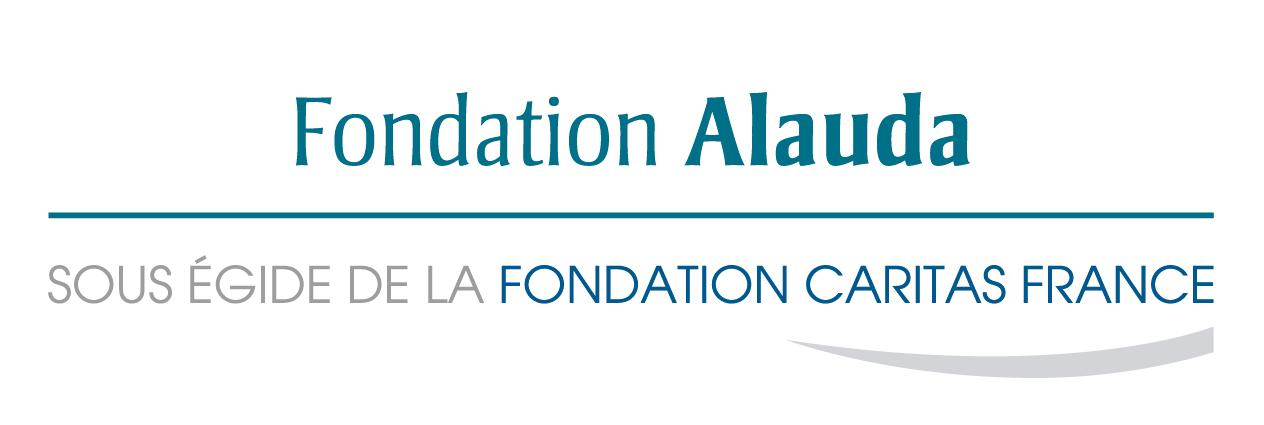 Fondation Alauda
SOUS ÉGIDE DE LA FONDATION CARITAS FRANCE